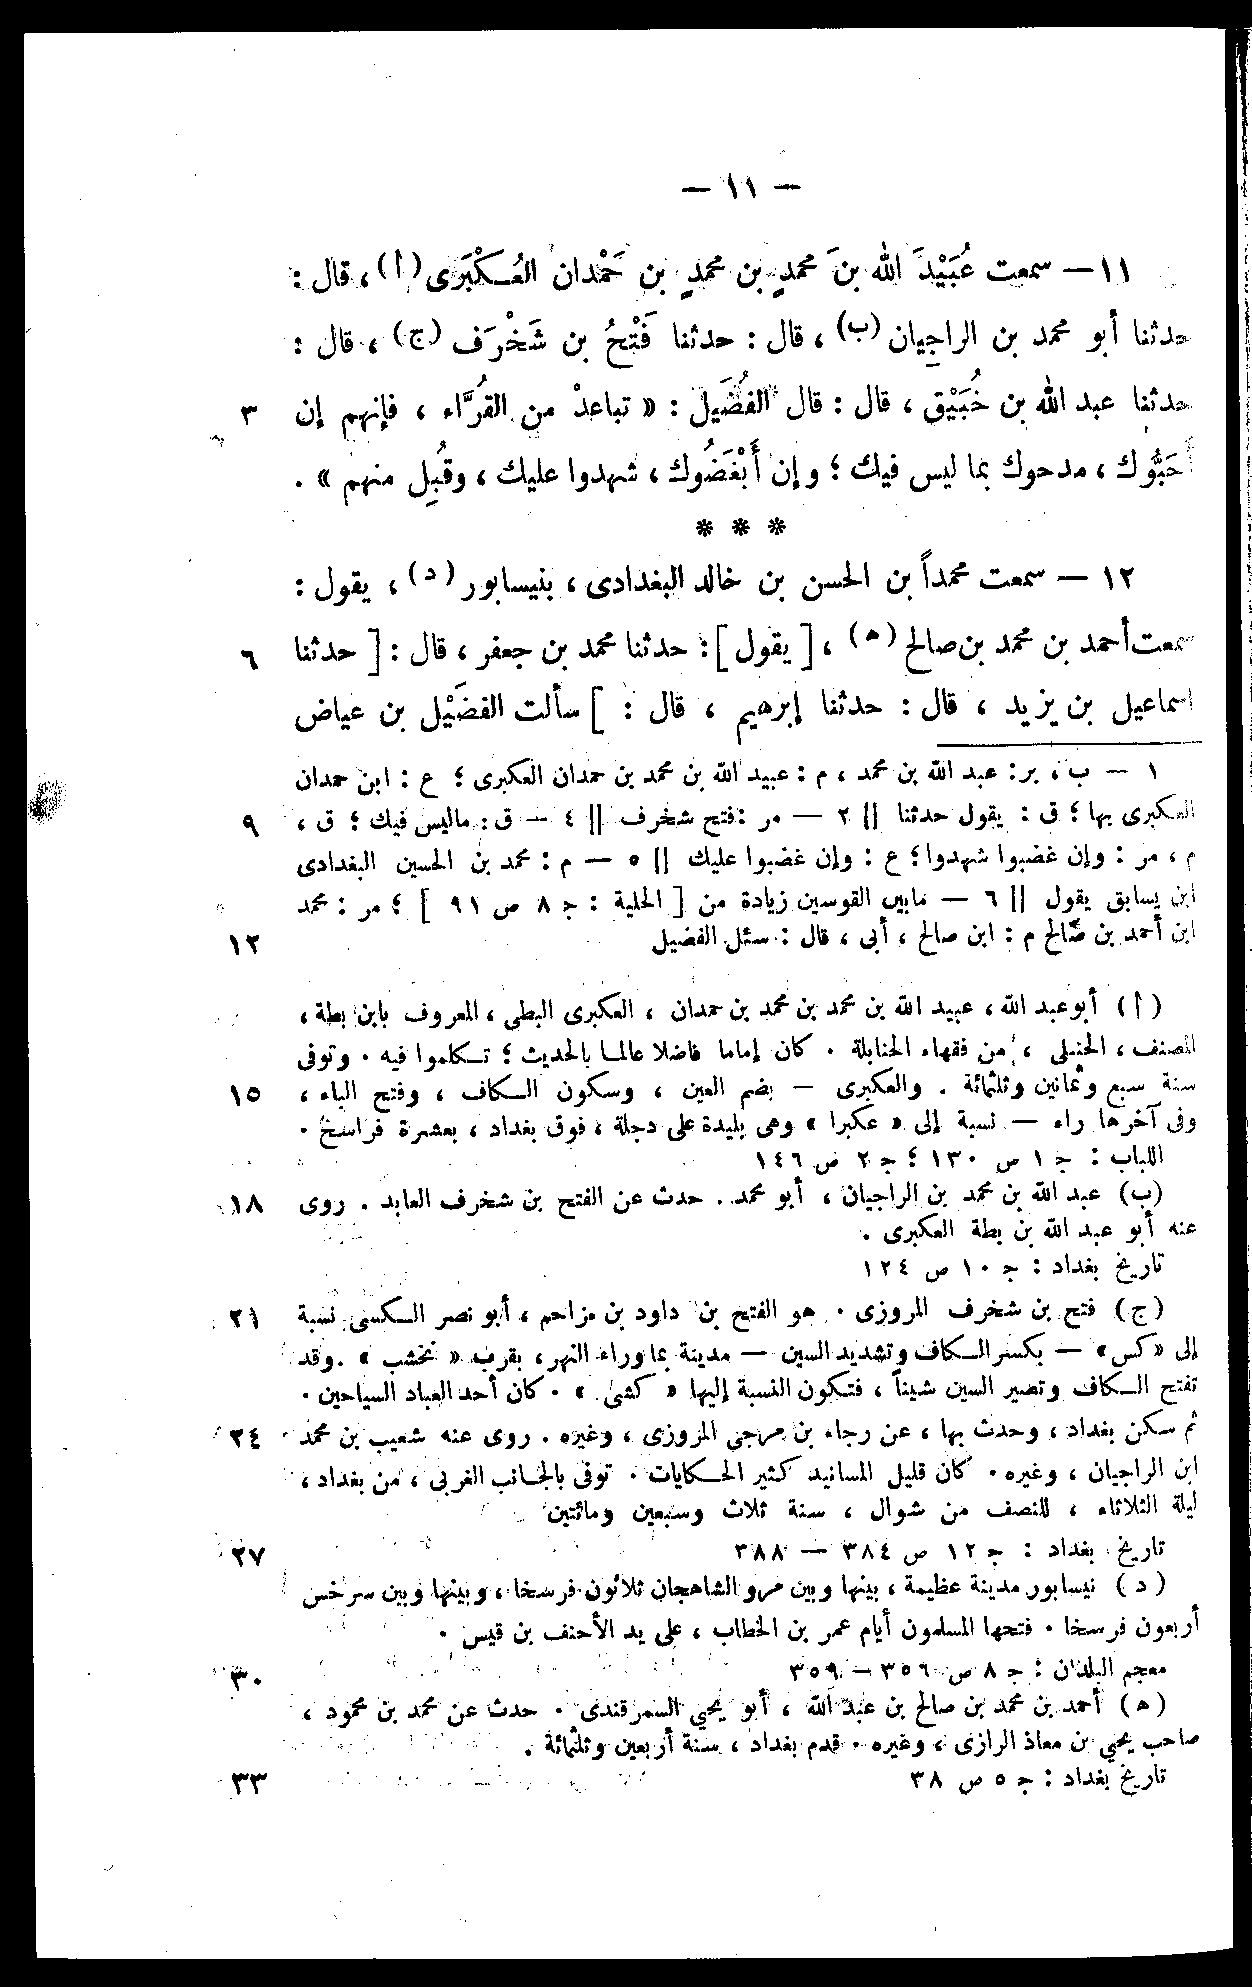 — ١١ —
١١ — سمعت عُبَيْدَ الله بنَ محمدِ بن محمدٍ بن حَمْدان العُكْبَرى (أ) ، قال :
حدثنا أبو محمد بن الراجِيان (ب) ، قال : حدثنا فَتْحُ بن شَخْرَف (ج) ، قال :
حدثنا عبد الله بن خُبَيْق ، قال : قال الفُضَيل : « تباعدْ من القُرَّاء ، فإنهم إن ٣
أحَبُّوك ، مدحوك بما ليس فيك ؛ وإن أَبْغَضُوك ، شهدوا عليك ، وقُبِل منهم » .
* * *
١٢ — سمعت محمداً بن الحسن بن خالد البغدادى ، بنيسابور (د) ، يقول :
سمعت أحمد بن محمد بن صالح (ه) ، [ يقول ] : حدثنا محمد بن جعفر ، قال : [ حدثنا ٦
اسماعيل بن يزيد ، قال : حدثنا إبرهيم ، قال : ] سألت الفضَيْل بن عياض
١ — ب ، بر : عبد الله بن محمد ، م : عبيد الله بن محمد بن حمدان العكبرى ؛ ع : ابن حمدان
العكبرى بها ؛ ق : يقول حدثنا || ٢ — مر : فتح شخرف || ٤ — ق : ماليس فيك ؛ ق ، ٩
م ، مر : وإن غضبوا شهدوا ؛ ع : وإن غضبوا عليك || ٥ — م : محمد بن الحسين البغدادى
ابن يسابق يقول || ٦ — مابين القوسين زيادة من [ الحلية : ج ٨ ص ٩١ ] ؛ مر : محمد
ابن أحمد بن صالح م : ابن صالح ، أبى ، قال : سئل الفضيل ١٢
( أ ) أبو عبد الله ، عبيد الله بن محمد بن محمد بن حمدان ، العكبرى البطى ، المعروف بابن بطة ،
المصنف ، الحنبلى ، من فقهاء الحنابلة . كان إماما فاضلا عالما بالحديث ؛ تكلموا فيه . وتوفى
سنة سبع وثمانين وثلثمائة . والعكبرى — بضم العين ، وسكون الكاف ، وفتح الباء ، ١٥
وفى آخرها راء — نسبة إلى « عكبرا » وهى بليدة على دجلة ، فوق بغداد ، بعشرة فراسخ .
اللباب : ج ١ ص ١٣٠ ؛ ج ٢ ص ١٤٦
(ب) عبد الله بن محمد بن الراجيان ، أبو محمد . حدث عن الفتح بن شخرف العابد . روى ١٨
عنه أبو عبد الله بن بطة العكبرى .
تاريخ بغداد : ج ١٠ ص ١٢٤
(ج) فتح بن شخرف المروزى . هو الفتح بن داود بن مزاحم ، أبو نصر الكسى نسبة ٢١
إلى « كس » — بكسر الكاف وتشديد السين — مدينة بما وراء النهر ، بقرب « نخشب » . وقد
تفتح الكاف وتصير السين شيناً ، فتكون النسبة إليها « كشى » . كان أحد العباد السياحين .
ثم سكن بغداد ، وحدث بها ، عن رجاء بن مرجى المروزى ، وغيره . روى عنه شعيب بن محمد ٢٤
ابن الراجيان ، وغيره . كان قليل المسانيد كثير الحكايات . توفى بالجانب الغربى ، من بغداد ،
ليلة الثلاثاء ، للنصف من شوال ، سنة ثلاث وسبعين ومائتين
تاريخ بغداد : ج ١٢ ص ٣٨٤ — ٣٨٨ ٢٧
( د ) نيسابور مدينة عظيمة ، بينها وبين مرو الشاهجان ثلاثون فرسخا ، وبينها وبين سرخس
أربعون فرسخا . فتحها المسلمون أيام عمر بن الخطاب ، على يد الأحنف بن قيس .
معجم البلدان : ج ٨ ص ٣٥٦ — ٣٥٩ ٣٠
( ه ) أحمد بن محمد بن صالح بن عبد الله ، أبو يحيي السمرقندى . حدث عن محمد بن محمود ،
صاحب يحيي بن معاذ الرازى ، وغيره . قدم بغداد ، سنة أربعين وثلثمائة .
تاريخ بغداد : ج ٥ ص ٣٨ ٣٣